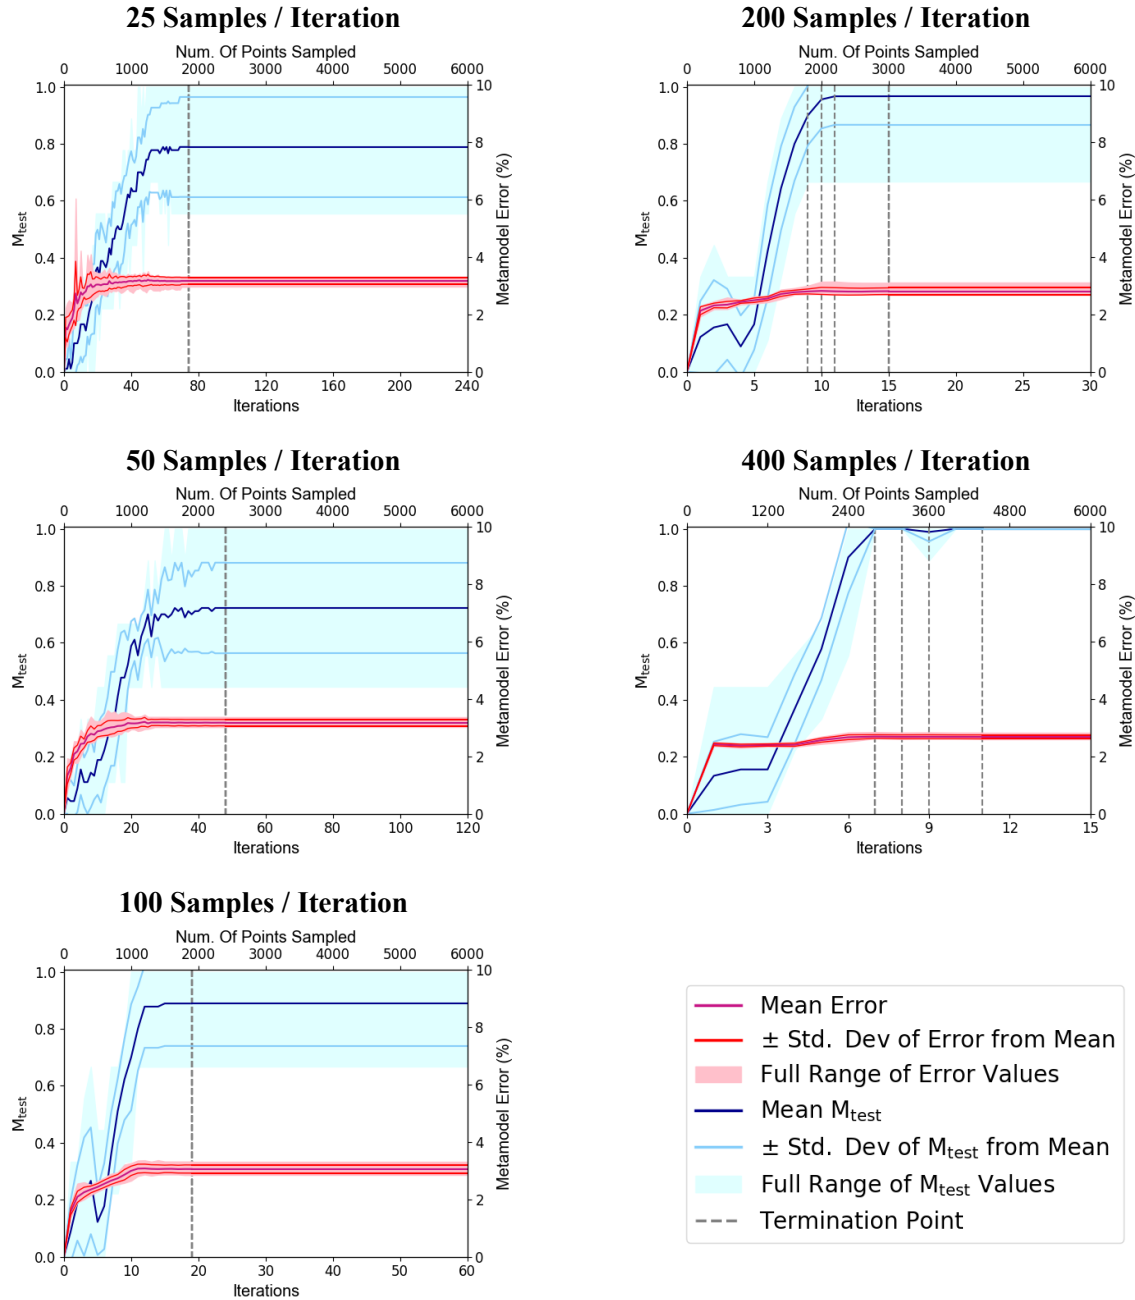 25 Samples / Iteration
Num. Of Points Sampled
0 1000 2000 3000 4000 5000 6000
1.0 0.8 0.6 0.4 0.2 0.0
M_test
10 8 6 4 2 0
Metamodel Error (%)
0 40 80 120 160 200 240
Iterations
200 Samples / Iteration
Num. Of Points Sampled
0 1000 2000 3000 4000 5000 6000
1.0 0.8 0.6 0.4 0.2 0.0
M_test
10 8 6 4 2 0
Metamodel Error (%)
0 5 10 15 20 25 30
Iterations
50 Samples / Iteration
Num. Of Points Sampled
0 1000 2000 3000 4000 5000 6000
1.0 0.8 0.6 0.4 0.2 0.0
M_test
10 8 6 4 2 0
Metamodel Error (%)
0 20 40 60 80 100 120
Iterations
400 Samples / Iteration
Num. Of Points Sampled
0 1200 2400 3600 4800 6000
1.0 0.8 0.6 0.4 0.2 0.0
M_test
10 8 6 4 2 0
Metamodel Error (%)
0 3 6 9 12 15
Iterations
100 Samples / Iteration
Num. Of Points Sampled
0 1000 2000 3000 4000 5000 6000
1.0 0.8 0.6 0.4 0.2 0.0
M_test
10 8 6 4 2 0
Metamodel Error (%)
0 10 20 30 40 50 60
Iterations
Mean Error
± Std. Dev of Error from Mean
Full Range of Error Values
Mean M_test
± Std. Dev of M_test from Mean
Full Range of M_test Values
Termination Point